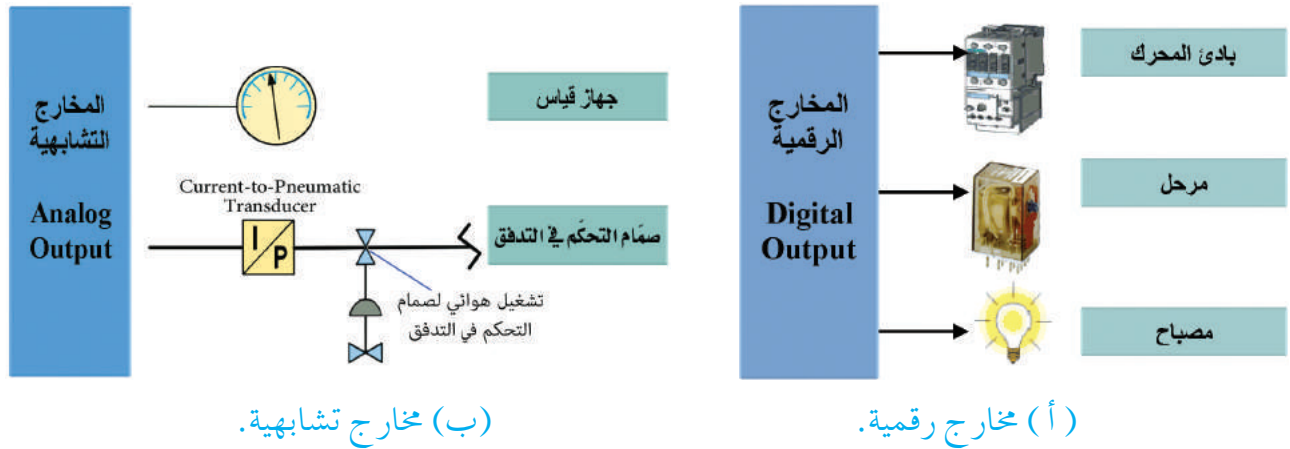 المخارج
الرقمية
Digital
Output
بادئ المحرك
مرحل
مصباح
(أ) مخارج رقمية.
المخارج
التشابهية
Analog
Output
جهاز قياس
Current-to-Pneumatic
Transducer
I
P
صمّام التحكّم في التدفق
تشغيل هوائي لصمام
التحكم في التدفق
(ب) مخارج تشابهية.